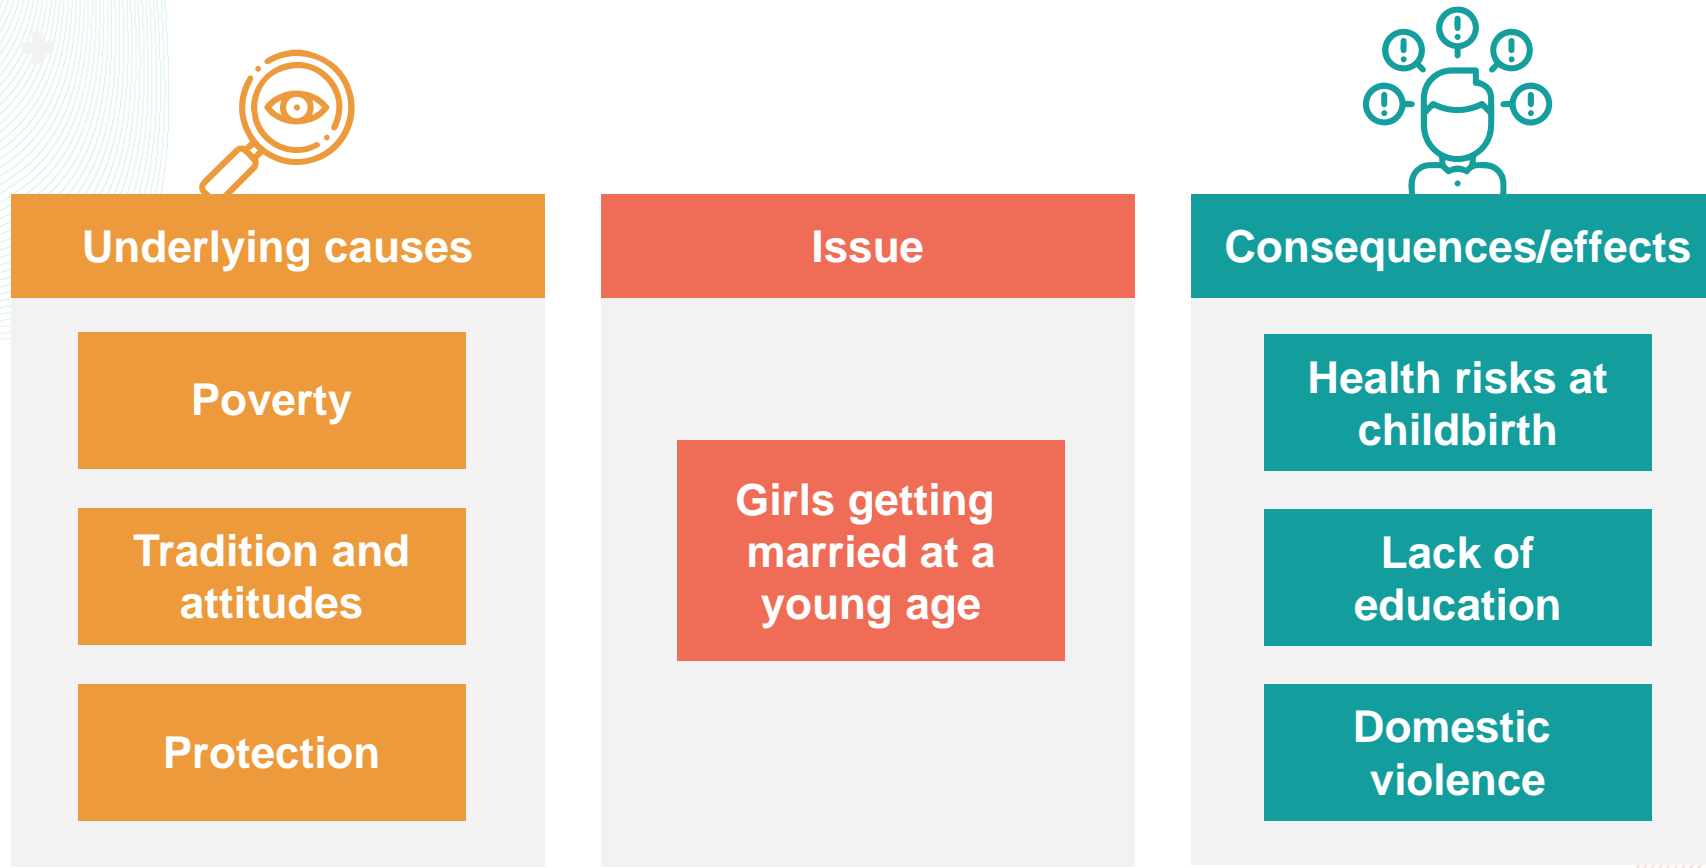 Underlying causes
Poverty
Tradition and
attitudes
Protection
Issue
Girls getting
married at a
young age
Consequences/effects
Health risks at
childbirth
Lack of
education
Domestic
violence